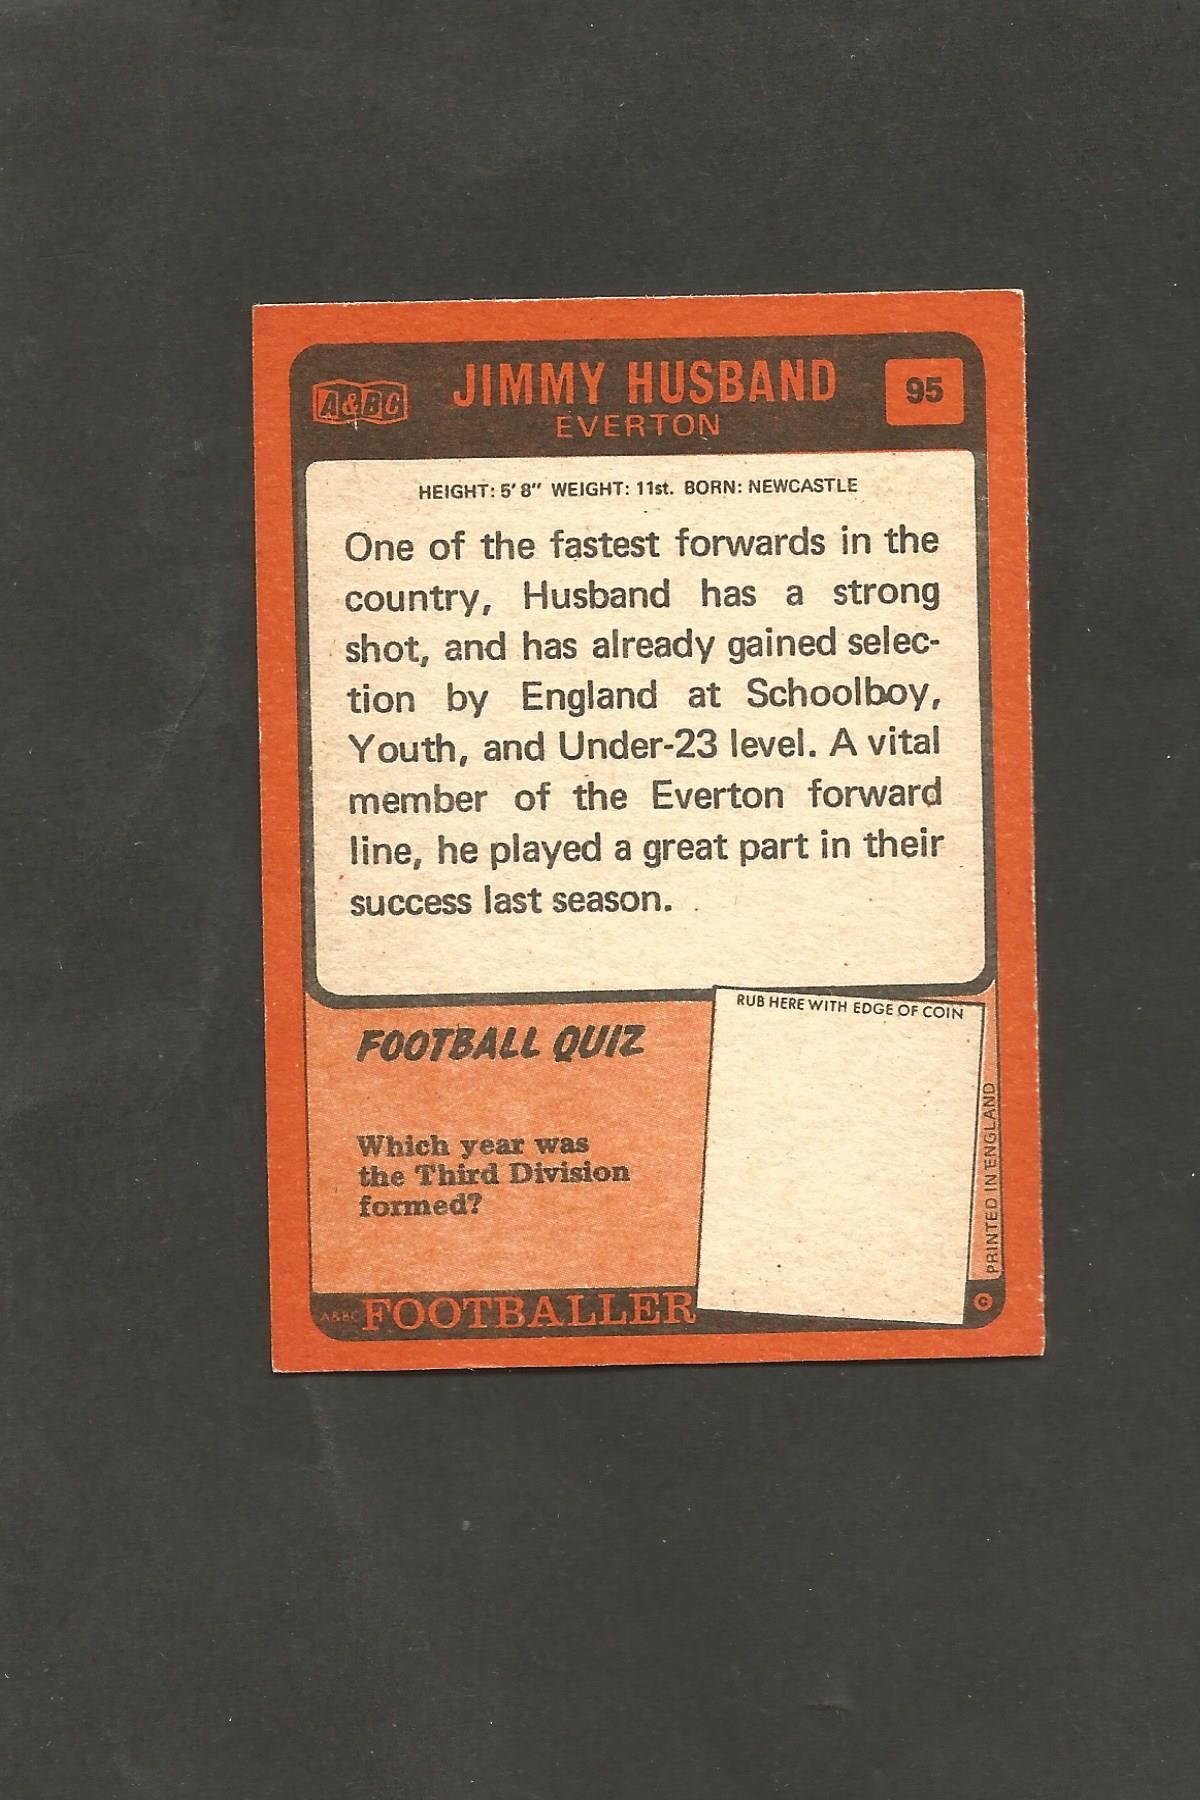 A&BC
JIMMY HUSBAND
EVERTON
95
HEIGHT: 5' 8" WEIGHT: 11st. BORN: NEWCASTLE
One of the fastest forwards in the
country, Husband has a strong
shot, and has already gained selec-
tion by England at Schoolboy,
Youth, and Under-23 level. A vital
member of the Everton forward
line, he played a great part in their
success last season.
FOOTBALL QUIZ
Which year was
the Third Division
formed?
RUB HERE WITH EDGE OF COIN
PRINTED IN ENGLAND
A&BC FOOTBALLER
©